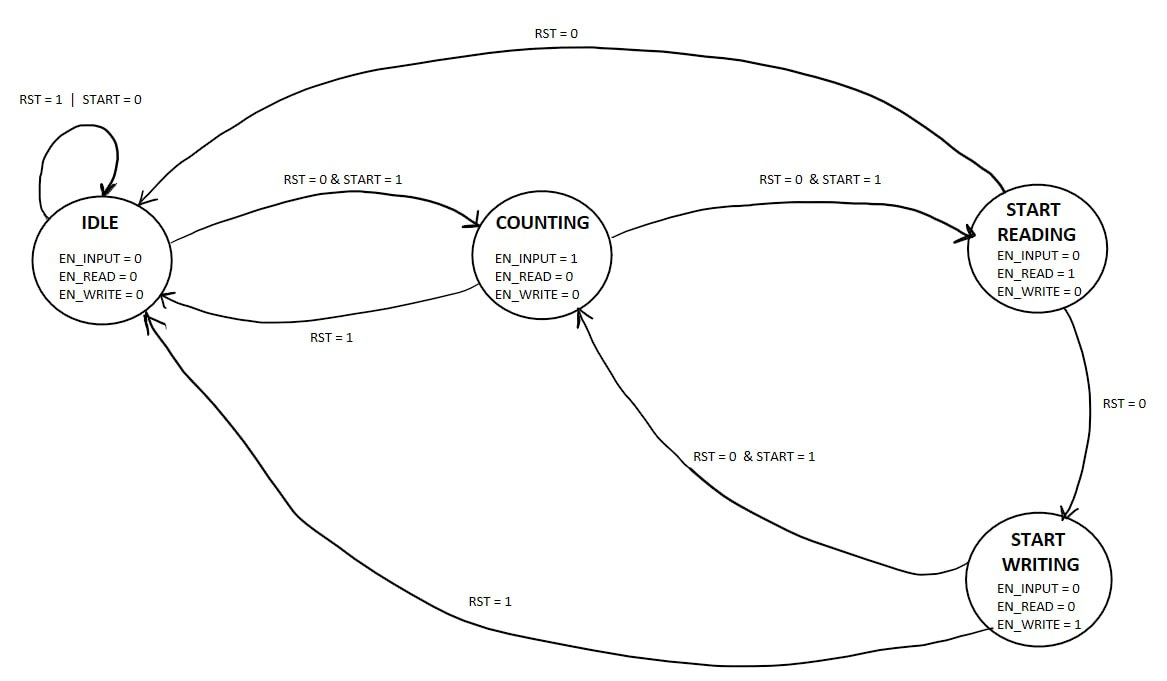 RST = 0
RST = 1 | START = 0
RST = 0 & START = 1
RST = 0 & START = 1
IDLE
EN_INPUT = 0
EN_READ = 0
EN_WRITE = 0
COUNTING
EN_INPUT = 1
EN_READ = 0
EN_WRITE = 0
START
READING
EN_INPUT = 0
EN_READ = 1
EN_WRITE = 0
RST = 1
RST = 0
RST = 0 & START = 1
START
WRITING
EN_INPUT = 0
EN_READ = 0
EN_WRITE = 1
RST = 1